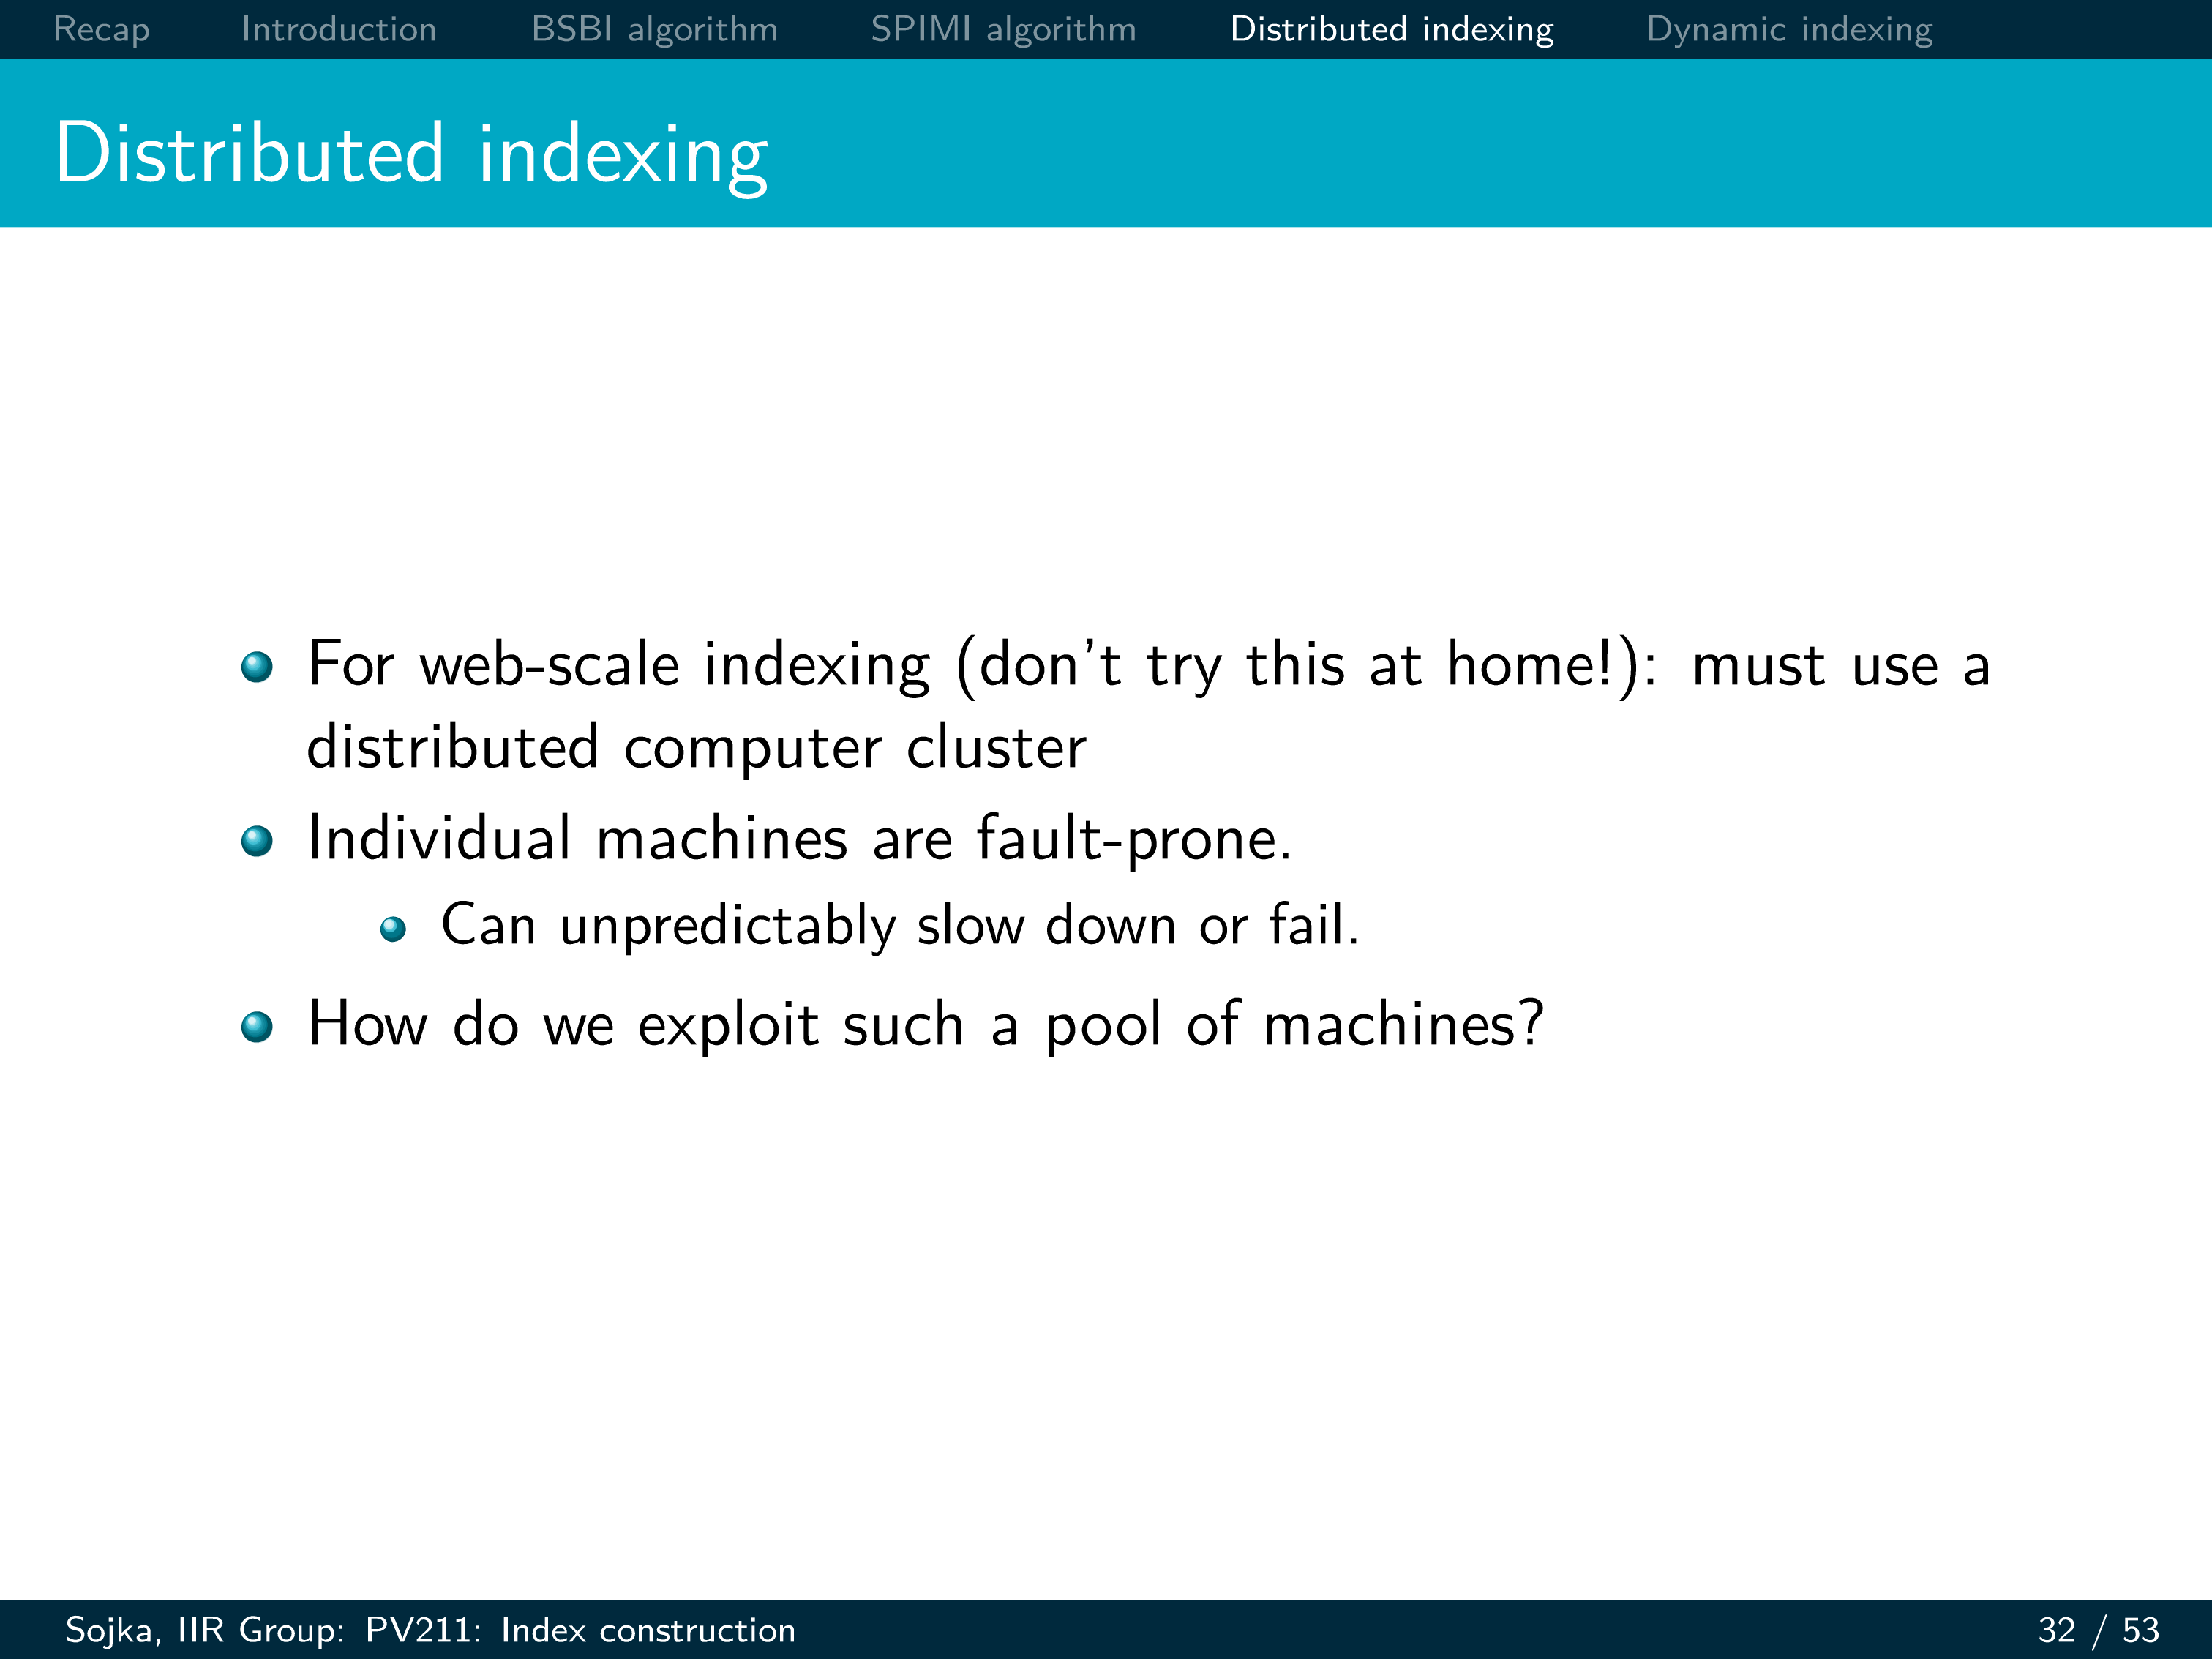 Recap Introduction BSBI algorithm SPIMI algorithm Distributed indexing Dynamic indexing
Distributed indexing
For web-scale indexing (don't try this at home!): must use a
distributed computer cluster
Individual machines are fault-prone.
Can unpredictably slow down or fail.
How do we exploit such a pool of machines?
Sojka, IIR Group: PV211: Index construction 32 / 53